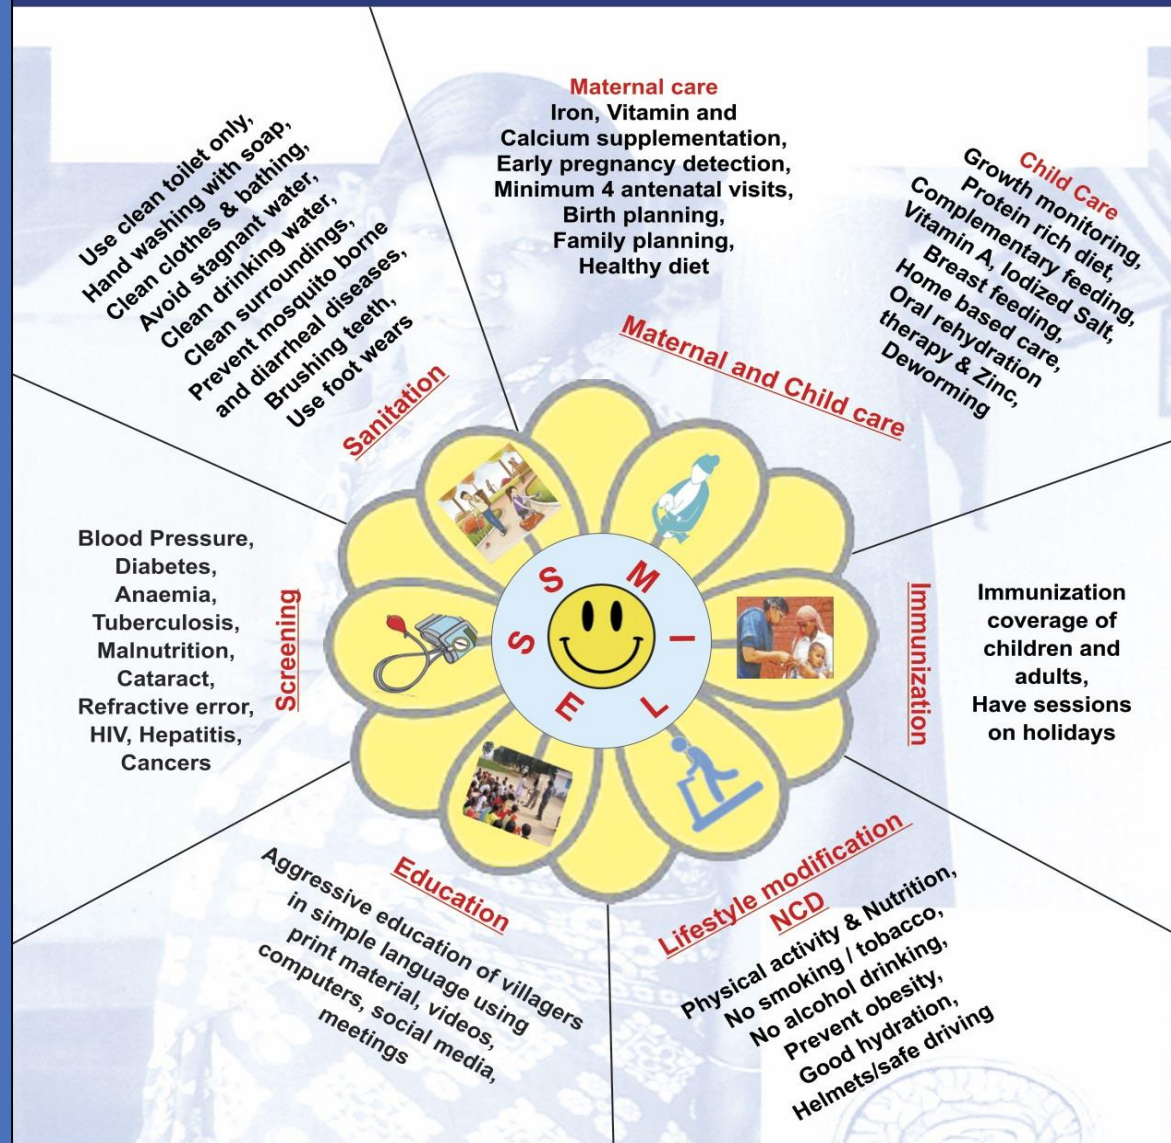 Use clean toilet only,
Hand washing with soap,
Clean clothes & bathing,
Avoid stagnant water,
Clean drinking water,
Clean surroundings,
Prevent mosquito borne
and diarrheal diseases,
Brushing teeth,
Use foot wears
Sanitation
Maternal care
Iron, Vitamin and
Calcium supplementation,
Early pregnancy detection,
Minimum 4 antenatal visits,
Birth planning,
Family planning,
Healthy diet
Child Care
Growth monitoring,
Protein rich diet,
Complementary feeding,
Vitamin A, Iodized Salt,
Breast feeding,
Home based care,
Oral rehydration
therapy & Zinc,
Deworming
Maternal and Child care
Immunization
Immunization
coverage of
children and
adults,
Have sessions
on holidays
Lifestyle modification
NCD
Physical activity & Nutrition,
No smoking / tobacco,
No alcohol drinking,
Prevent obesity,
Good hydration,
Helmets/safe driving
Education
Aggressive education of villagers
in simple language using
print material, videos,
computers, social media,
meetings
Screening
Blood Pressure,
Diabetes,
Anaemia,
Tuberculosis,
Malnutrition,
Cataract,
Refractive error,
HIV, Hepatitis,
Cancers
S M I L E S